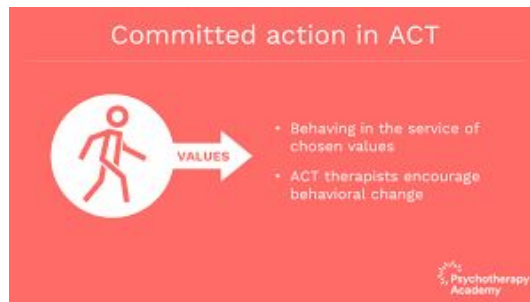 Committed action in ACT
VALUES
• Behaving in the service of
chosen values
• ACT therapists encourage
behavioral change
Psychotherapy
Academy